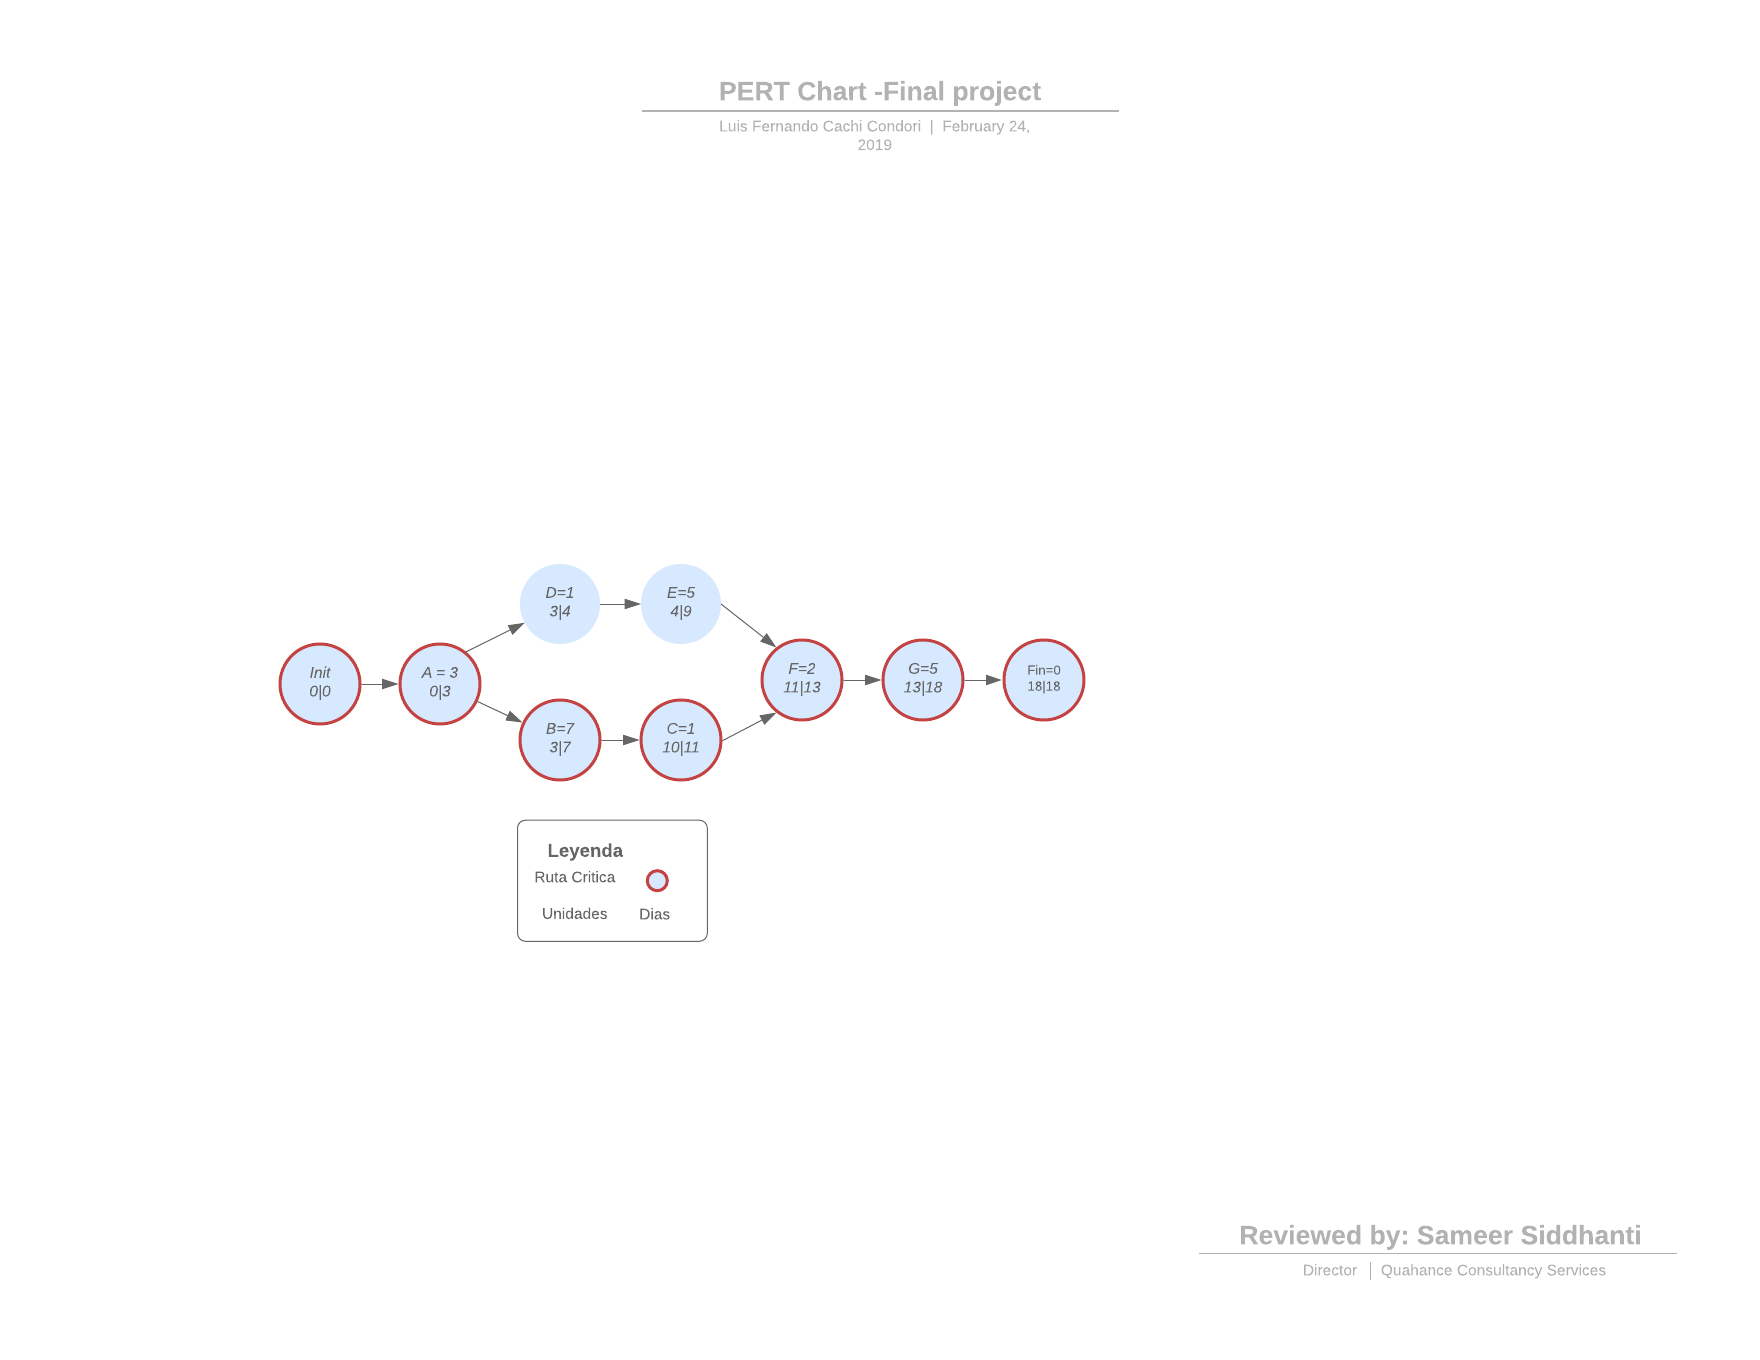 PERT Chart -Final project
Luis Fernando Cachi Condori | February 24,
2019
D=1
3|4
E=5
4|9
Init
0|0
A = 3
0|3
F=2
11|13
G=5
13|18
Fin=0
18|18
B=7
3|7
C=1
10|11
Leyenda
Ruta Critica
Unidades Dias
Reviewed by: Sameer Siddhanti
Director | Quahance Consultancy Services